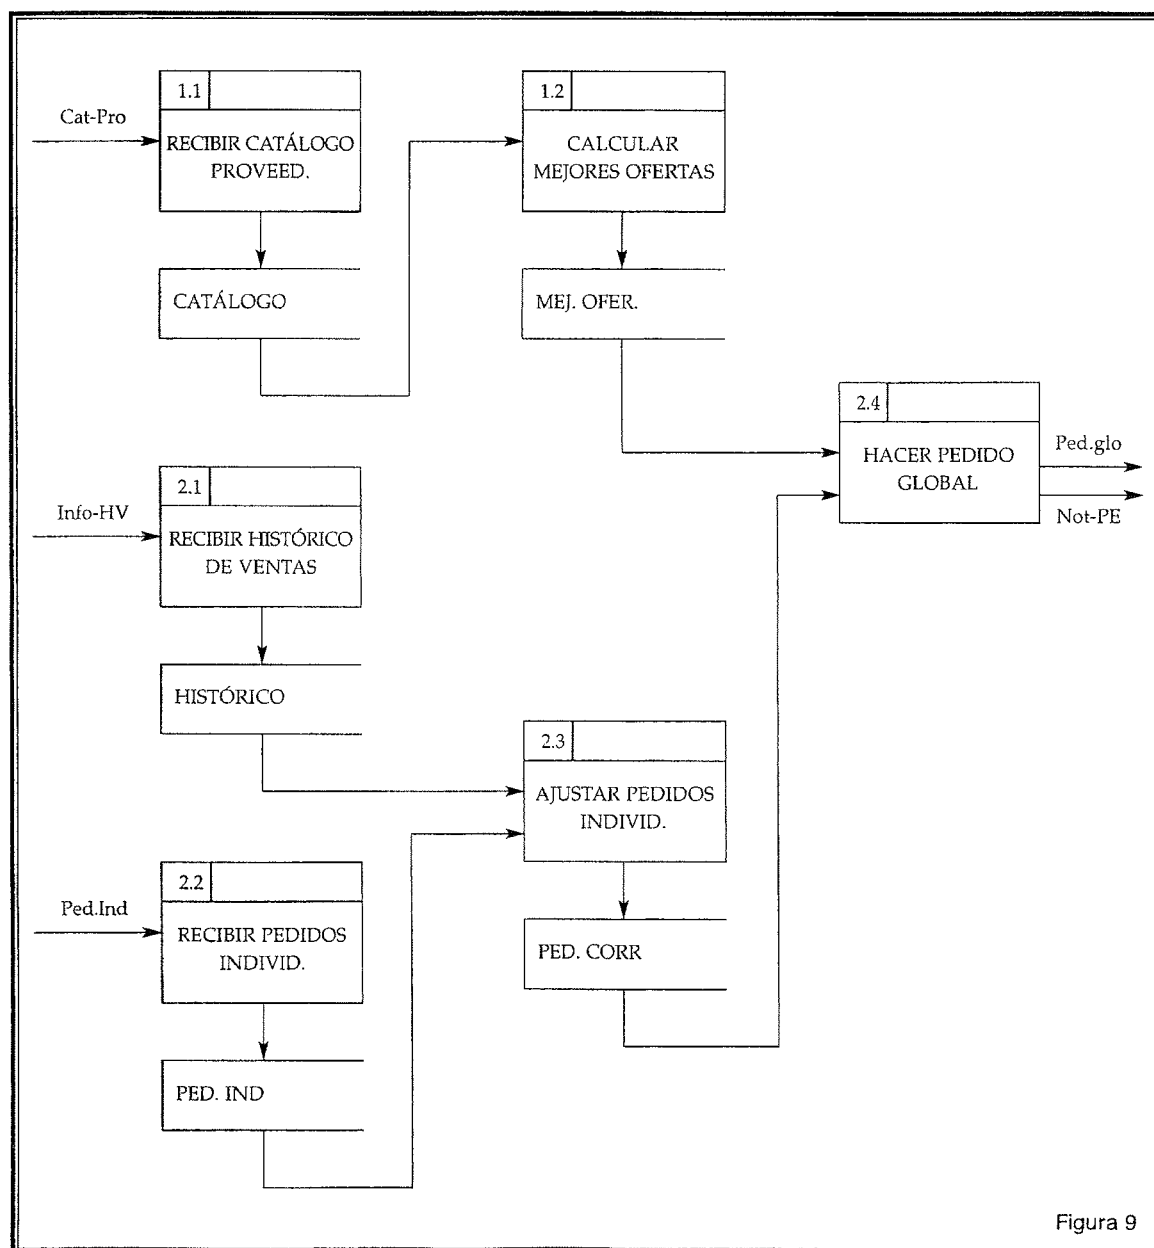 1.1
Cat-Pro
RECIBIR CATÁLOGO
PROVEED.
CATÁLOGO
1.2
CALCULAR
MEJORES OFERTAS
MEJ. OFER.
2.4
HACER PEDIDO
GLOBAL
Ped.glo
Not-PE
2.1
Info-HV
RECIBIR HISTÓRICO
DE VENTAS
HISTÓRICO
2.3
AJUSTAR PEDIDOS
INDIVID.
2.2
Ped.Ind
RECIBIR PEDIDOS
INDIVID.
PED. CORR
PED. IND
Figura 9